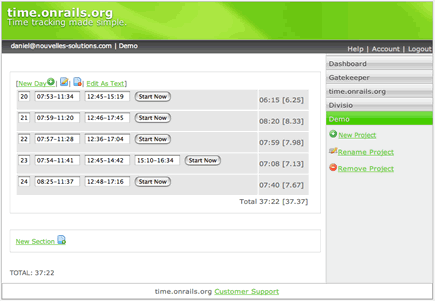 time.onrails.org
Time tracking made simple.
daniel@nouvelles-solutions.com | Demo
Help | Account | Logout
[New Day | | | Edit As Text]
20 07:53–11:34 12:45–15:19 Start Now 06:15 [6.25]
21 07:59–11:20 12:46–17:45 Start Now 08:20 [8.33]
22 07:57–11:28 12:36–17:04 Start Now 07:59 [7.98]
23 07:54–11:41 12:45–14:42 15:10–16:34 Start Now 07:08 [7.13]
24 08:25–11:37 12:48–17:16 Start Now 07:40 [7.67]
Total 37:22 [37.37]
New Section
TOTAL: 37:22
Dashboard
Gatekeeper
time.onrails.org
Divisio
Demo
New Project
Rename Project
Remove Project
time.onrails.org Customer Support